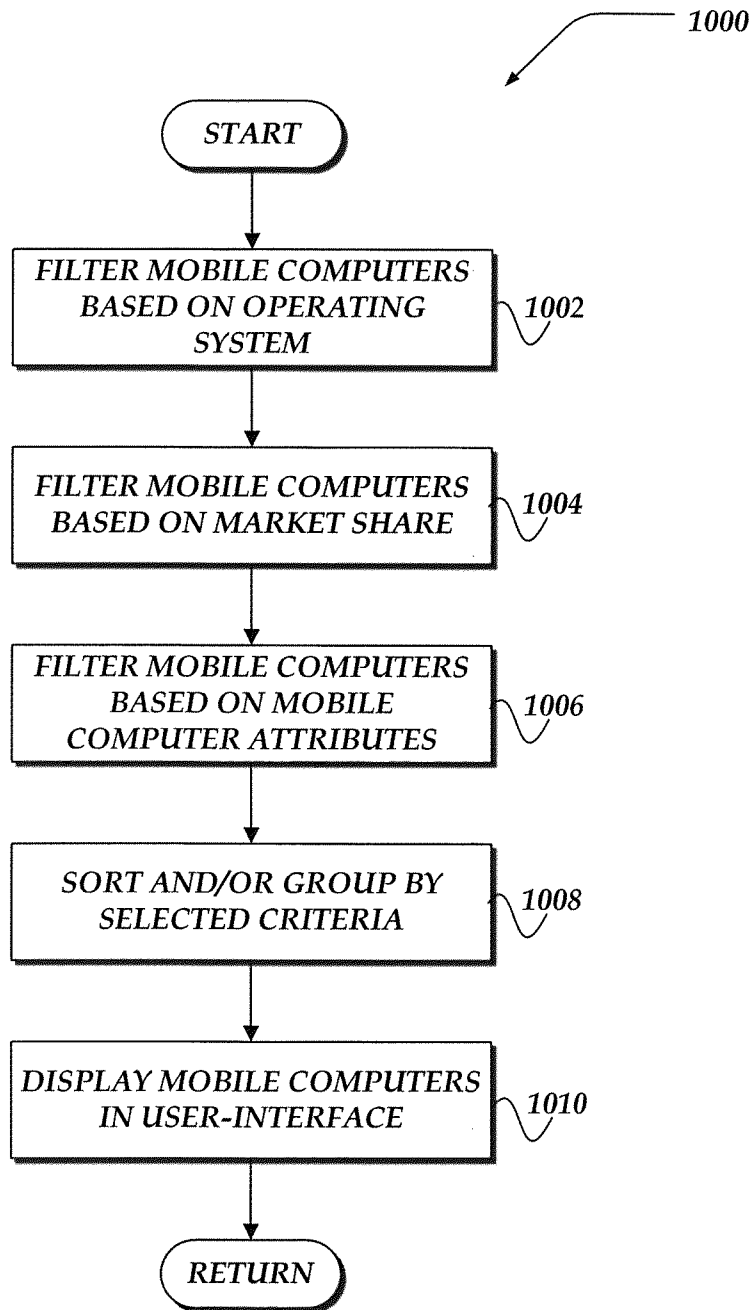 1000
START
FILTER MOBILE COMPUTERS
BASED ON OPERATING
SYSTEM
1002
FILTER MOBILE COMPUTERS
BASED ON MARKET SHARE
1004
FILTER MOBILE COMPUTERS
BASED ON MOBILE
COMPUTER ATTRIBUTES
1006
SORT AND/OR GROUP BY
SELECTED CRITERIA
1008
DISPLAY MOBILE COMPUTERS
IN USER-INTERFACE
1010
RETURN